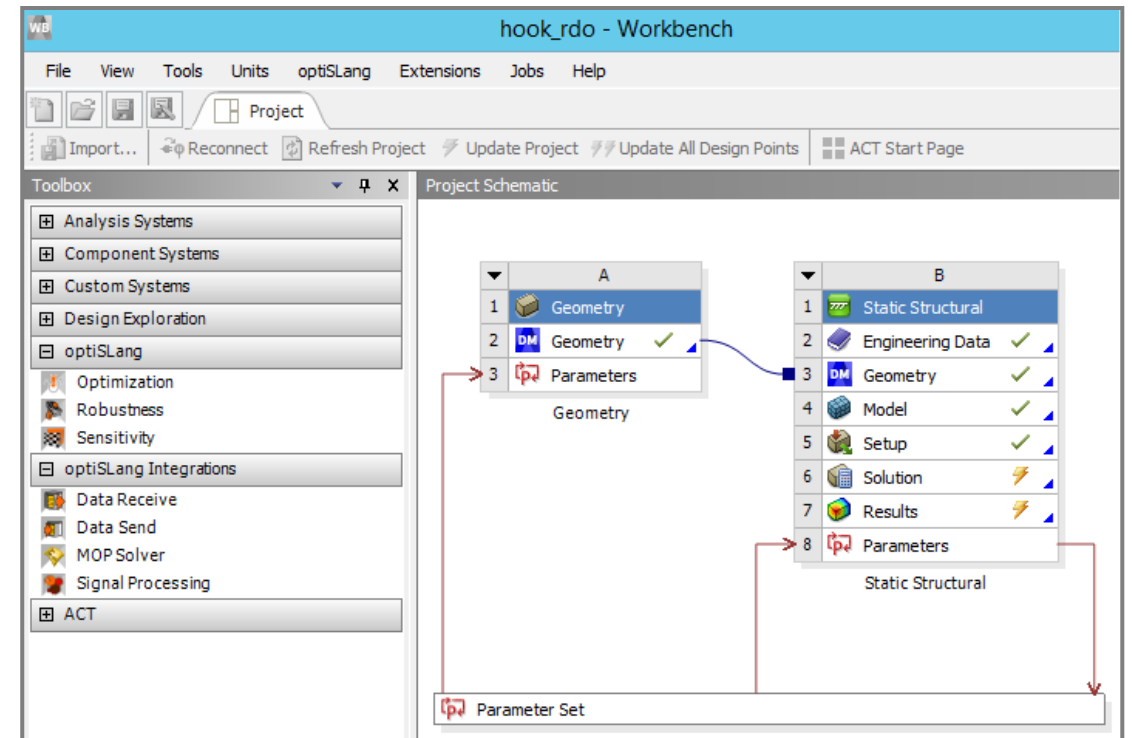 WB hook_rdo - Workbench
File View Tools Units optiSLang Extensions Jobs Help
Project
Import... Reconnect Refresh Project Update Project Update All Design Points ACT Start Page
Toolbox
Analysis Systems
Component Systems
Custom Systems
Design Exploration
optiSLang
Optimization
Robustness
Sensitivity
optiSLang Integrations
Data Receive
Data Send
MOP Solver
Signal Processing
ACT
Project Schematic
A
1 Geometry
2 DM Geometry
3 p Parameters
Geometry
B
1 Static Structural
2 Engineering Data
3 DM Geometry
4 Model
5 Setup
6 Solution
7 Results
8 p Parameters
Static Structural
p Parameter Set